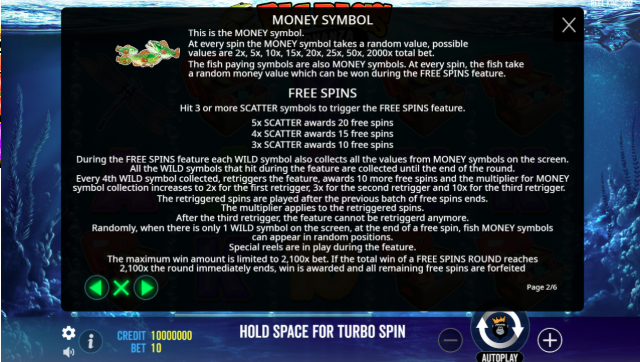 MONEY SYMBOL
This is the MONEY symbol.
At every spin the MONEY symbol takes a random value, possible
values are 2x, 5x, 10x, 15x, 20x, 25x, 50x, 2000x total bet.
The fish paying symbols are also MONEY symbols. At every spin, the fish take
a random money value which can be won during the FREE SPINS feature.
FREE SPINS
Hit 3 or more SCATTER symbols to trigger the FREE SPINS feature.
5x SCATTER awards 20 free spins
4x SCATTER awards 15 free spins
3x SCATTER awards 10 free spins
During the FREE SPINS feature each WILD symbol also collects all the values from MONEY symbols on the screen.
All the WILD symbols that hit during the feature are collected until the end of the round.
Every 4th WILD symbol collected, retriggers the feature, awards 10 more free spins and the multiplier for MONEY
symbol collection increases to 2x for the first retrigger, 3x for the second retrigger and 10x for the third retrigger.
The retriggered spins are played after the previous batch of free spins ends.
The multiplier applies to the retriggered spins.
After the third retrigger, the feature cannot be retriggerd anymore.
Randomly, when there is only 1 WILD symbol on the screen, at the end of a free spin, fish MONEY symbols
can appear in random positions.
Special reels are in play during the feature.
The maximum win amount is limited to 2,100x bet. If the total win of a FREE SPINS ROUND reaches
2,100x the round immediately ends, win is awarded and all remaining free spins are forfeited
Page 2/6
CREDIT 10000000
BET 10
HOLD SPACE FOR TURBO SPIN
AUTOPLAY